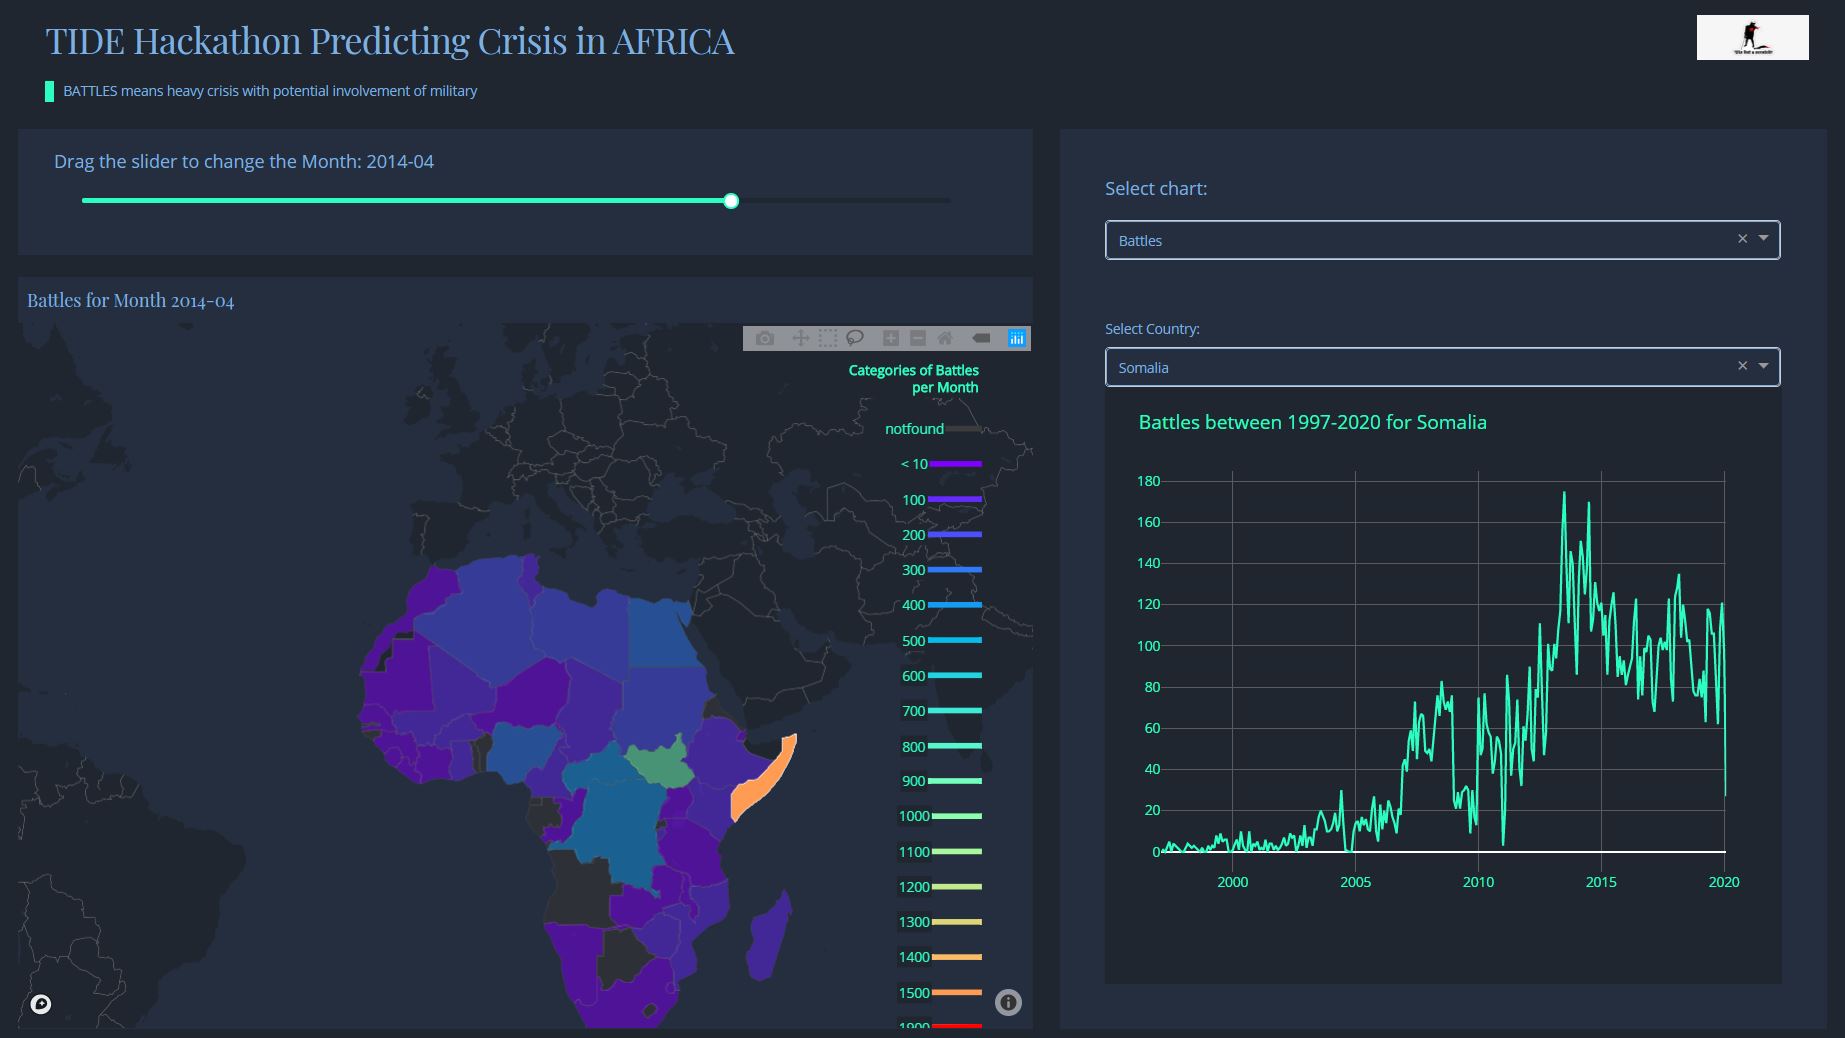 TIDE Hackathon Predicting Crisis in AFRICA
BATTLES means heavy crisis with potential involvement of military
Drag the slider to change the Month: 2014-04
Battles for Month 2014-04
Categories of Battles
per Month
notfound
< 10
100
200
300
400
500
600
700
800
900
1000
1100
1200
1300
1400
1500
1900
Select chart:
Battles
Select Country:
Somalia
Battles between 1997-2020 for Somalia
180
160
140
120
100
80
60
40
20
0
2000
2005
2010
2015
2020